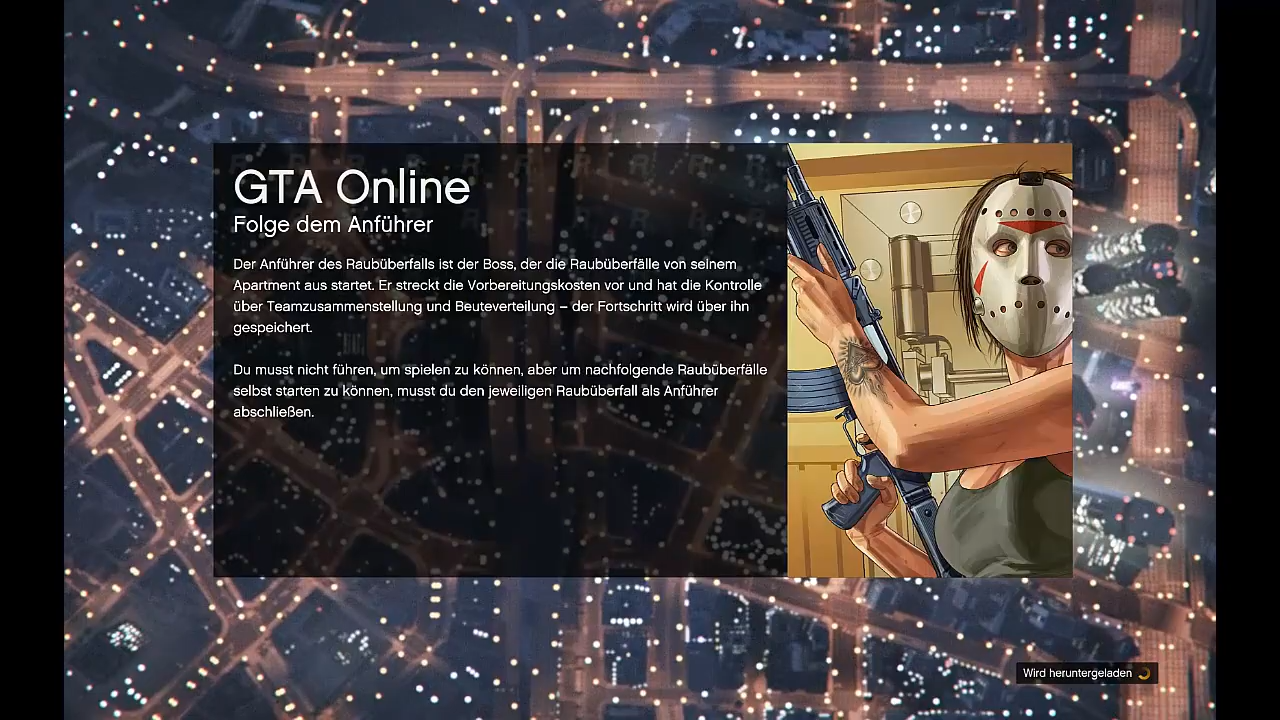 GTA Online
Folge dem Anführer
Der Anführer des Raubüberfalls ist der Boss, der die Raubüberfälle von seinem
Apartment aus startet. Er streckt die Vorbereitungskosten vor und hat die Kontrolle
über Teamzusammenstellung und Beuteverteilung – der Fortschritt wird über ihn
gespeichert.
Du musst nicht führen, um spielen zu können, aber um nachfolgende Raubüberfälle
selbst starten zu können, musst du den jeweiligen Raubüberfall als Anführer
abschließen.
Wird heruntergeladen